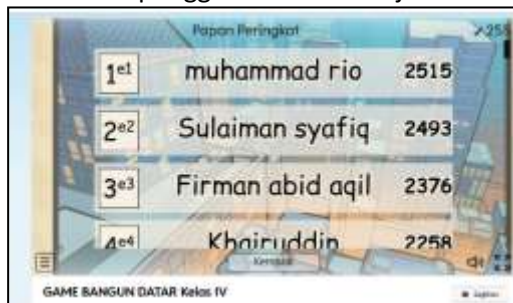 Papan Peringkat
1e1 muhammad rio 2515
2e2 Sulaiman syafiq 2493
3e3 Firman abid aqil 2376
4e4 Khairuddin 2258
Kembali
GAME BANGUN DATAR Kelas IV